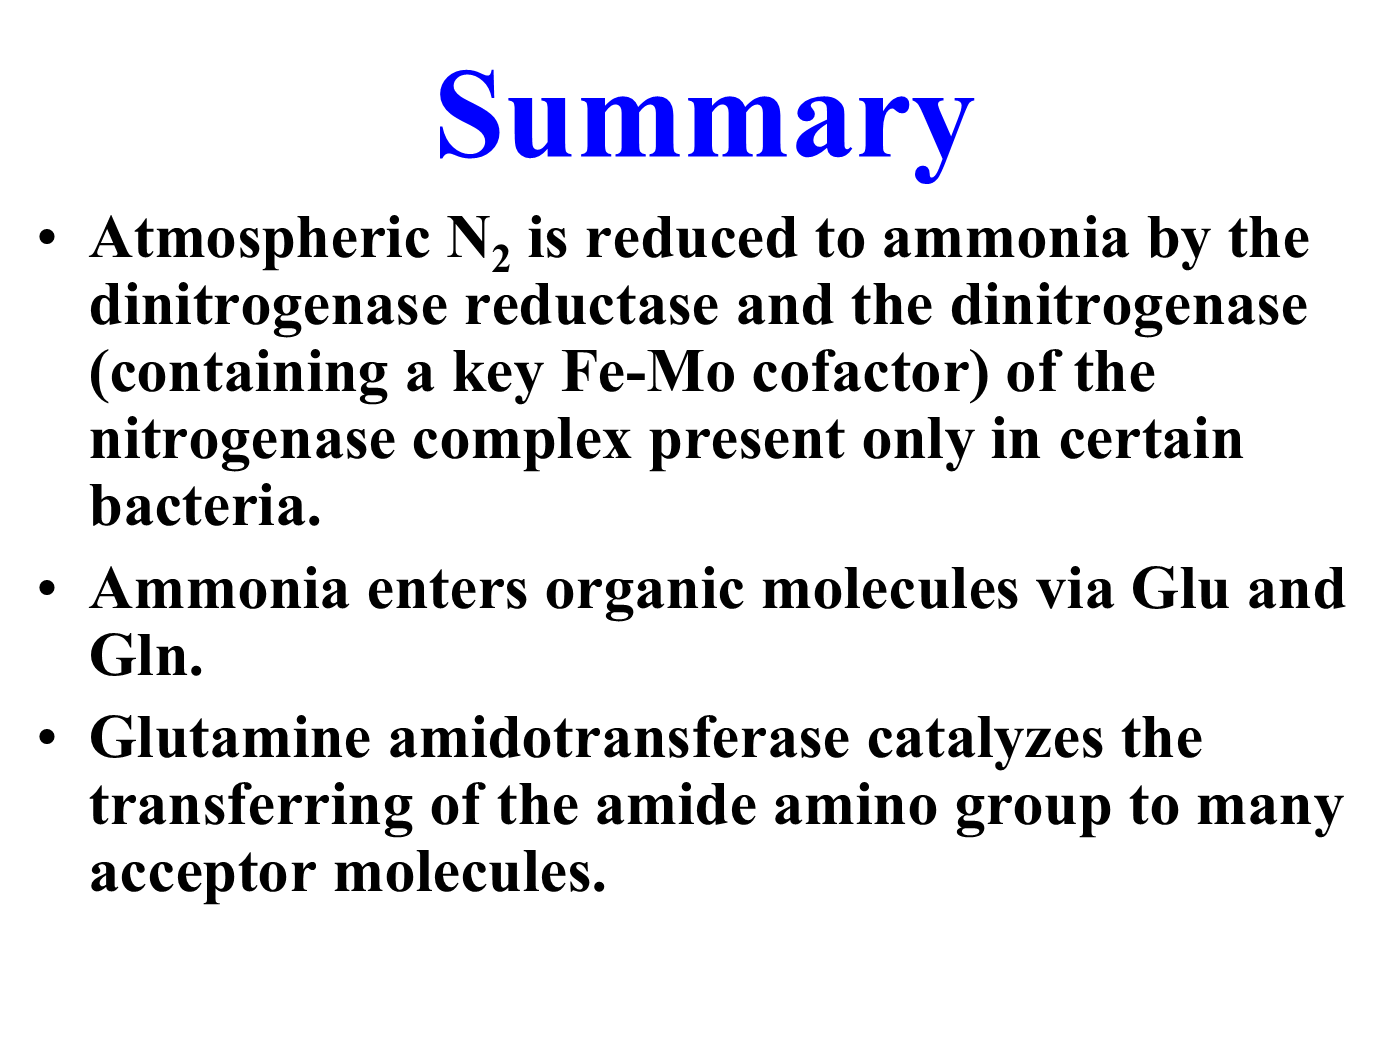 Summary
• Atmospheric N₂ is reduced to ammonia by the
dinitrogenase reductase and the dinitrogenase
(containing a key Fe-Mo cofactor) of the
nitrogenase complex present only in certain
bacteria.
• Ammonia enters organic molecules via Glu and
Gln.
• Glutamine amidotransferase catalyzes the
transferring of the amide amino group to many
acceptor molecules.